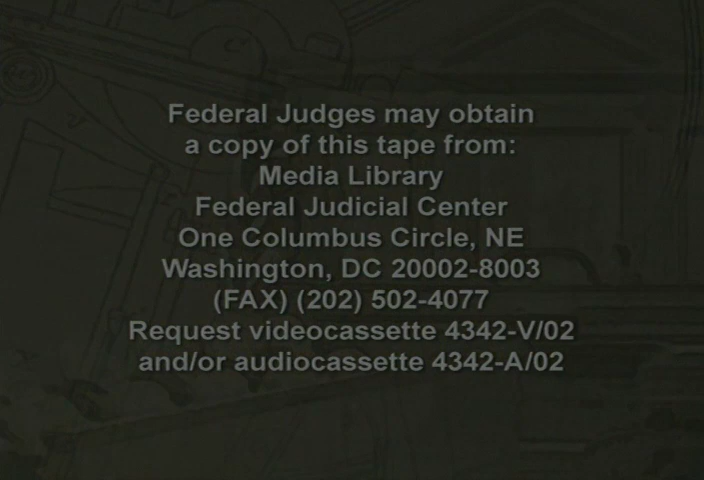 Federal Judges may obtain
a copy of this tape from:
Media Library
Federal Judicial Center
One Columbus Circle, NE
Washington, DC 20002-8003
(FAX) (202) 502-4077
Request videocassette 4342-V/02
and/or audiocassette 4342-A/02